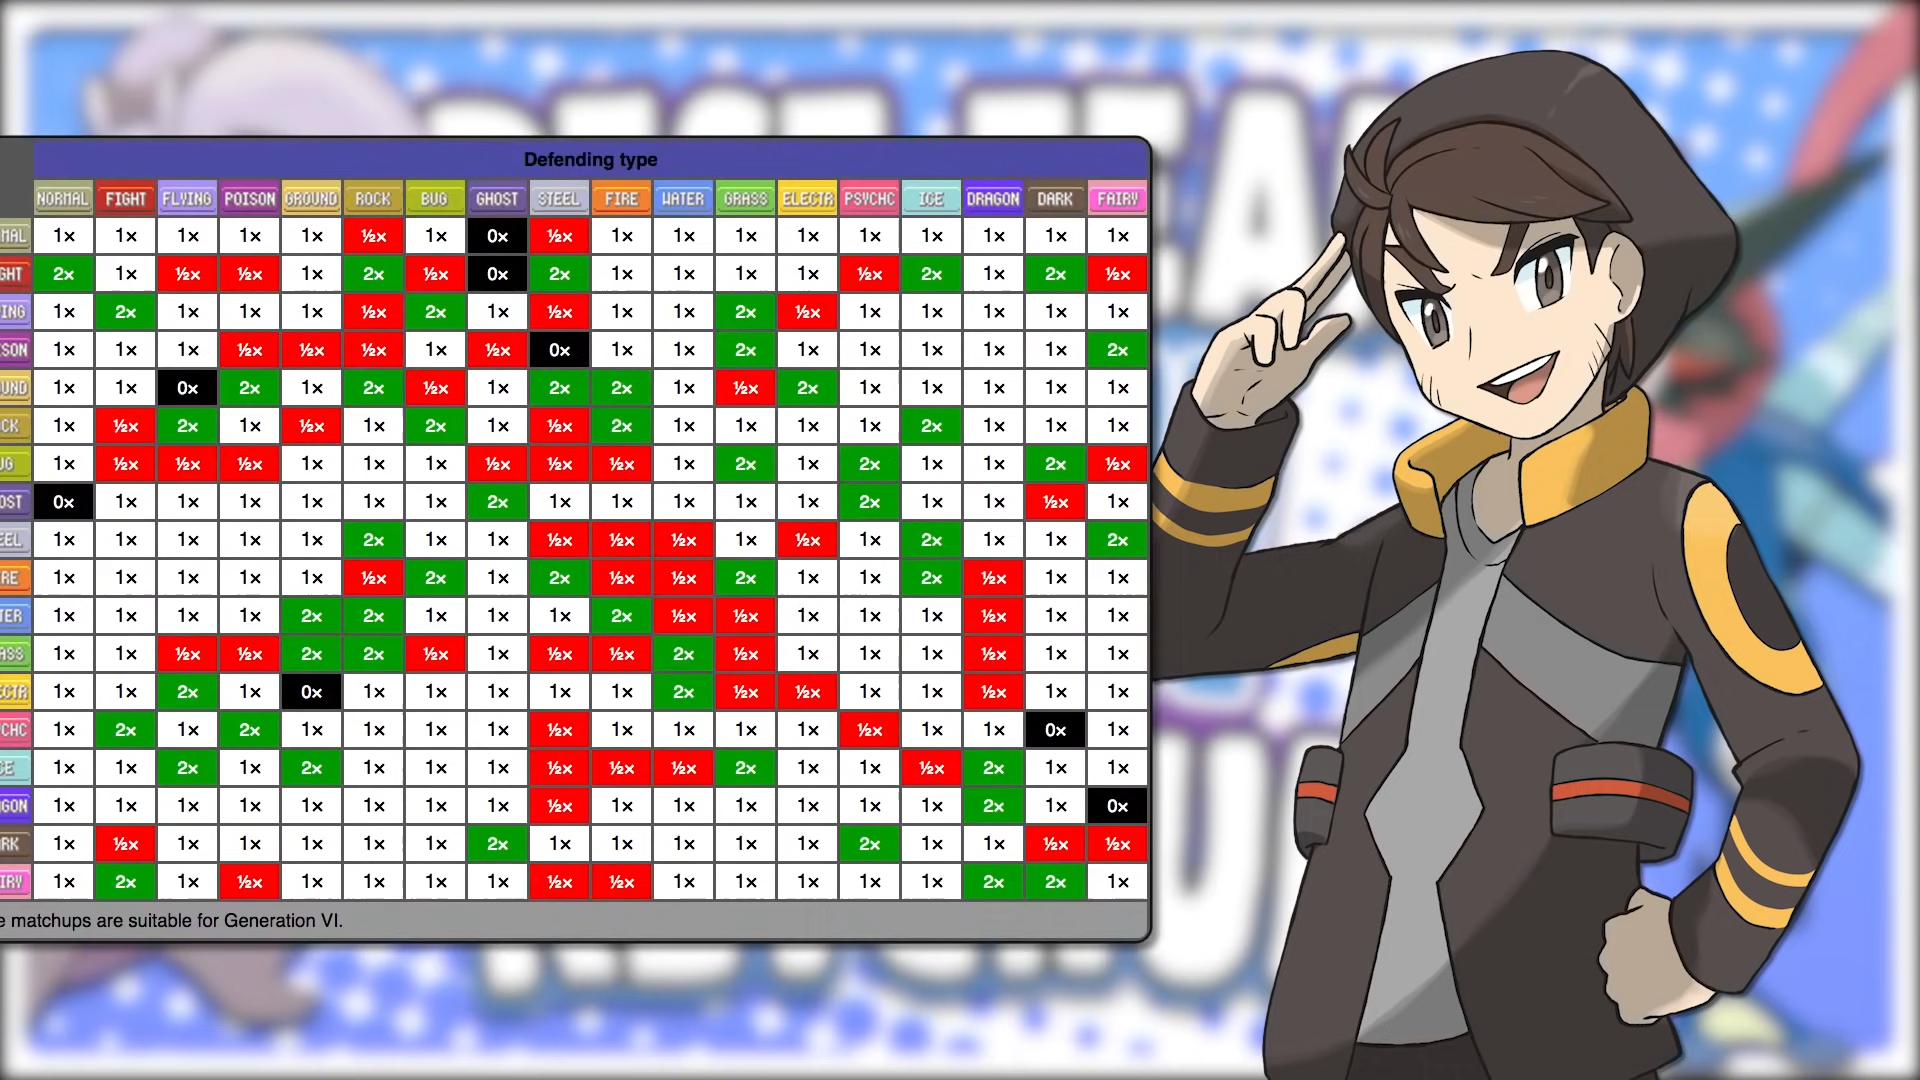 Defending type
NORMAL FIGHT FLYING POISON GROUND ROCK BUG GHOST STEEL FIRE WATER GRASS ELECTR PSYCHC ICE DRAGON DARK FAIRY
MAL 1× 1× 1× 1× 1× ½× 1× 0× ½× 1× 1× 1× 1× 1× 1× 1× 1× 1×
GHT 2× 1× ½× ½× 1× 2× ½× 0× 2× 1× 1× 1× 1× ½× 2× 1× 2× ½×
ING 1× 2× 1× 1× 1× ½× 2× 1× ½× 1× 1× 2× ½× 1× 1× 1× 1× 1×
SON 1× 1× 1× ½× ½× ½× 1× ½× 0× 1× 1× 2× 1× 1× 1× 1× 1× 2×
UND 1× 1× 0× 2× 1× 2× ½× 1× 2× 2× 1× ½× 2× 1× 1× 1× 1× 1×
CK 1× ½× 2× 1× ½× 1× 2× 1× ½× 2× 1× 1× 1× 1× 2× 1× 1× 1×
UG 1× ½× ½× ½× 1× 1× 1× ½× ½× ½× 1× 2× 1× 2× 1× 1× 2× ½×
OST 0× 1× 1× 1× 1× 1× 1× 2× 1× 1× 1× 1× 1× 2× 1× 1× ½× 1×
EEL 1× 1× 1× 1× 1× 2× 1× 1× ½× ½× ½× 1× ½× 1× 2× 1× 1× 2×
RE 1× 1× 1× 1× 1× ½× 2× 1× 2× ½× ½× 2× 1× 1× 2× ½× 1× 1×
TER 1× 1× 1× 1× 2× 2× 1× 1× 1× 2× ½× ½× 1× 1× 1× ½× 1× 1×
ASS 1× 1× ½× ½× 2× 2× ½× 1× ½× ½× 2× ½× 1× 1× 1× ½× 1× 1×
ECTR 1× 1× 2× 1× 0× 1× 1× 1× 1× 1× 2× ½× ½× 1× 1× ½× 1× 1×
YCHC 1× 2× 1× 2× 1× 1× 1× 1× ½× 1× 1× 1× 1× ½× 1× 1× 0× 1×
CE 1× 1× 2× 1× 2× 1× 1× 1× ½× ½× ½× 2× 1× 1× ½× 2× 1× 1×
AGON 1× 1× 1× 1× 1× 1× 1× 1× ½× 1× 1× 1× 1× 1× 1× 2× 1× 0×
RK 1× ½× 1× 1× 1× 1× 1× 2× 1× 1× 1× 1× 1× 2× 1× 1× ½× ½×
IRY 1× 2× 1× ½× 1× 1× 1× 1× ½× ½× 1× 1× 1× 1× 1× 2× 2× 1×
e matchups are suitable for Generation VI.